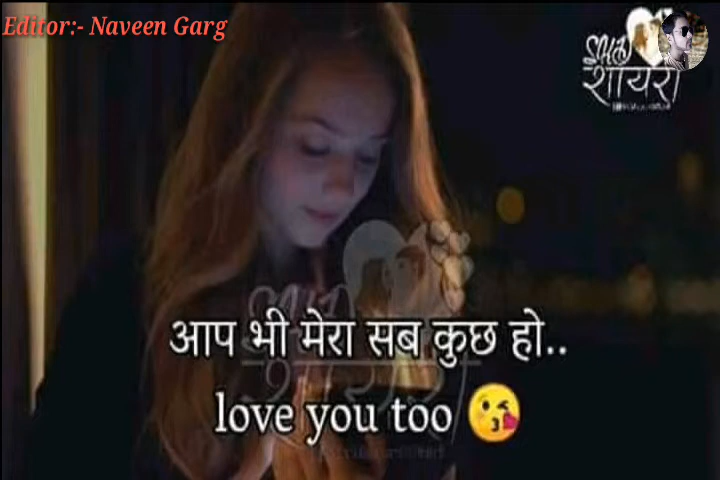 Editor:- Naveen Garg
शायरी
आप भी मेरा सब कुछ हो..
love you too 😘